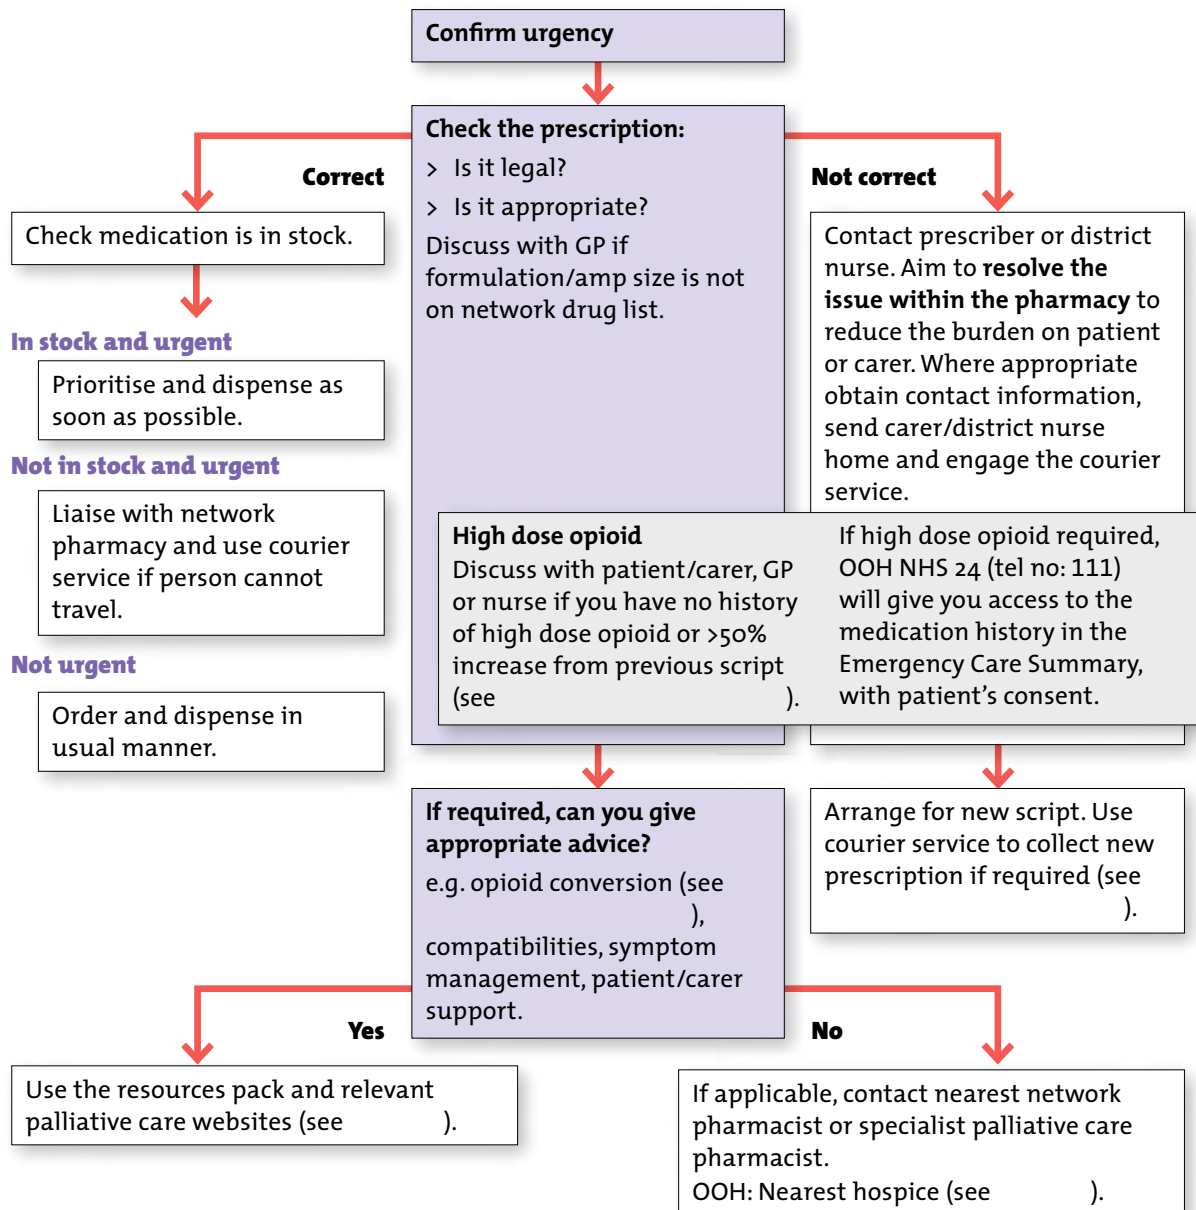 Confirm urgency
Check the prescription:
> Is it legal?
> Is it appropriate?
Discuss with GP if
formulation/amp size is not
on network drug list.
Correct
Check medication is in stock.
In stock and urgent
Prioritise and dispense as
soon as possible.
Not in stock and urgent
Liaise with network
pharmacy and use courier
service if person cannot
travel.
Not urgent
Order and dispense in
usual manner.
Not correct
Contact prescriber or district
nurse. Aim to resolve the
issue within the pharmacy to
reduce the burden on patient
or carer. Where appropriate
obtain contact information,
send carer/district nurse
home and engage the courier
service.
High dose opioid
Discuss with patient/carer, GP
or nurse if you have no history
of high dose opioid or >50%
increase from previous script
(see ).
If high dose opioid required,
OOH NHS 24 (tel no: 111)
will give you access to the
medication history in the
Emergency Care Summary,
with patient's consent.
If required, can you give
appropriate advice?
e.g. opioid conversion (see
),
compatibilities, symptom
management, patient/carer
support.
Arrange for new script. Use
courier service to collect new
prescription if required (see
).
Yes
Use the resources pack and relevant
palliative care websites (see ).
No
If applicable, contact nearest network
pharmacist or specialist palliative care
pharmacist.
OOH: Nearest hospice (see ).